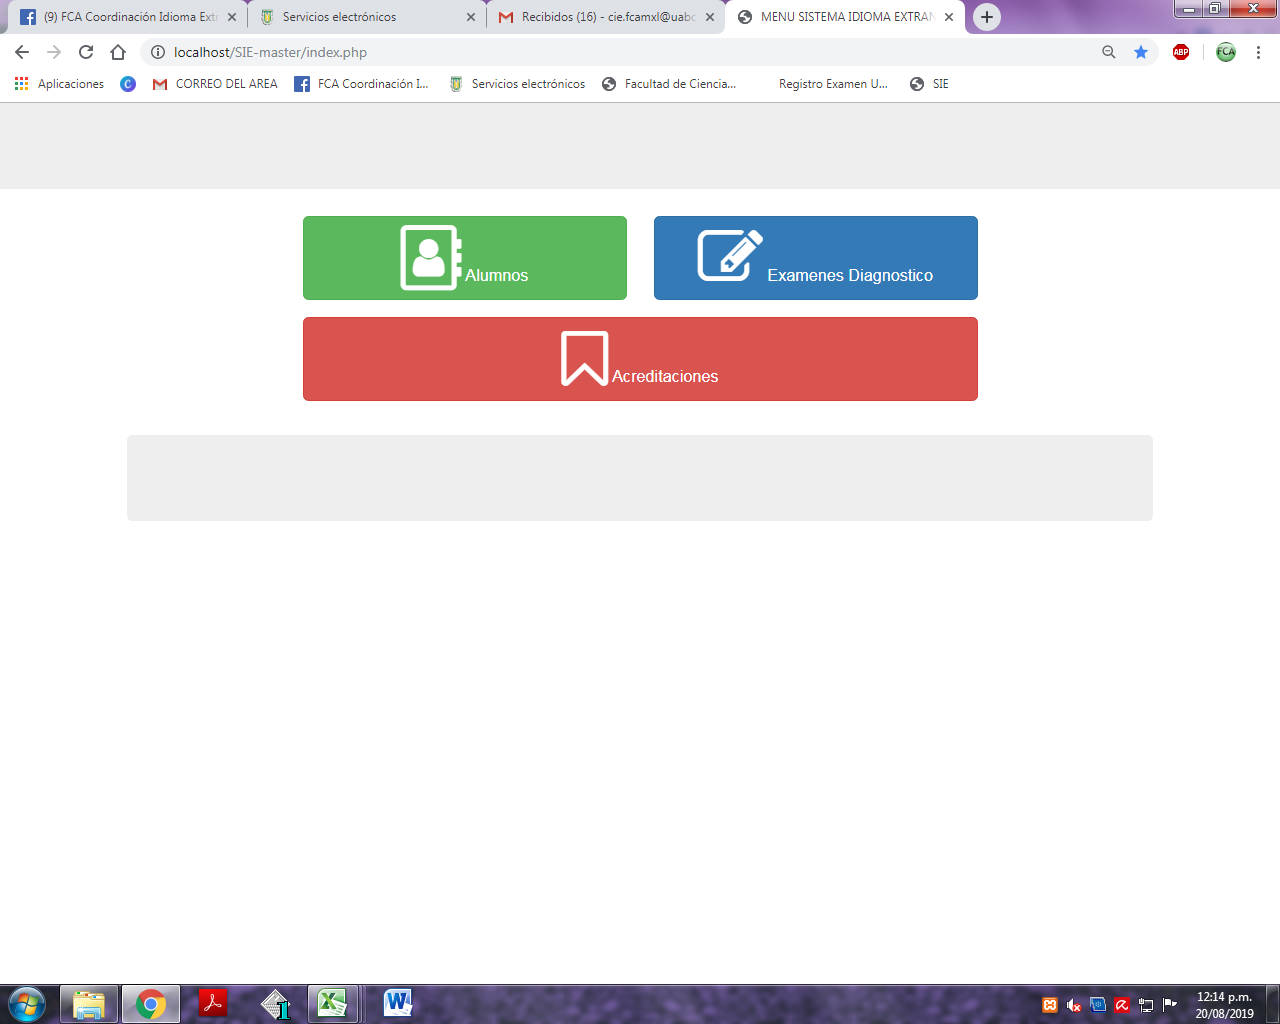 (9) FCA Coordinación Idioma Extr
Servicios electrónicos
Recibidos (16) - cie.fcamxl@uabc
MENU SISTEMA IDIOMA EXTRAN
localhost/SIE-master/index.php
ABP
FCA
Aplicaciones
C
CORREO DEL AREA
FCA Coordinación I...
Servicios electrónicos
Facultad de Ciencia...
Registro Examen U...
SIE
Alumnos
Examenes Diagnostico
Acreditaciones
12:14 p.m.
20/08/2019